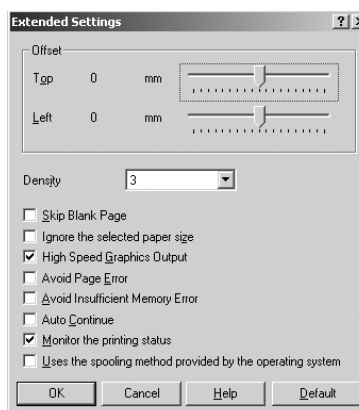 Extended Settings
Offset
Top 0 mm
Left 0 mm
Density 3
Skip Blank Page
Ignore the selected paper size
High Speed Graphics Output
Avoid Page Error
Avoid Insufficient Memory Error
Auto Continue
Monitor the printing status
Uses the spooling method provided by the operating system
OK Cancel Help Default